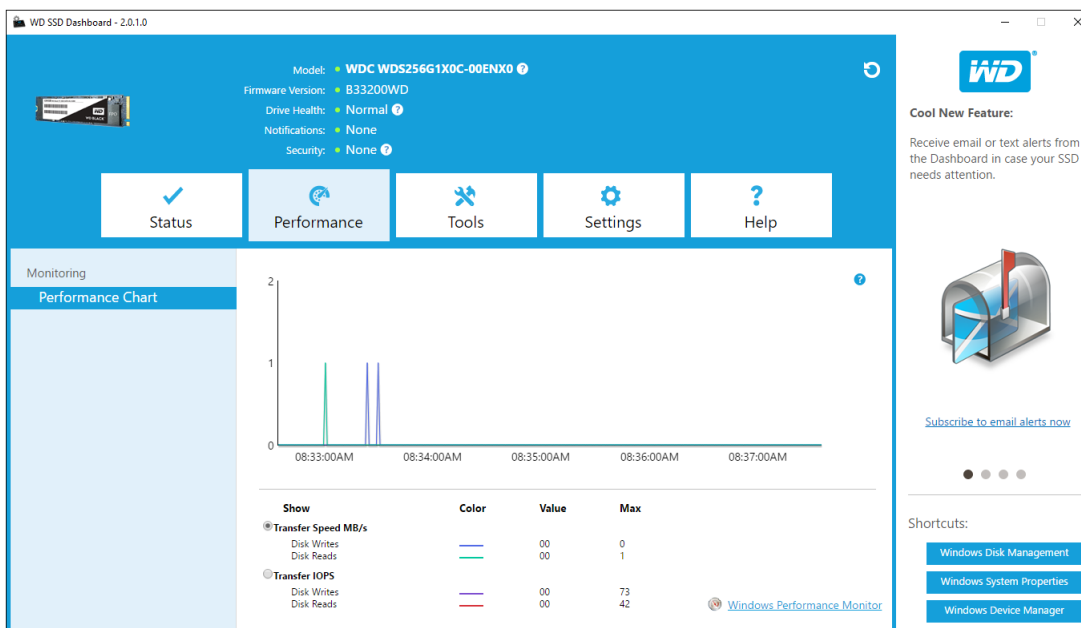 WD SSD Dashboard - 2.0.1.0
Model: WDC WDS256G1X0C-00ENX0 ?
Firmware Version: B33200WD
Drive Health: Normal ?
Notifications: None
Security: None ?
Status
Performance
Tools
Settings
? Help
Monitoring
Performance Chart
?
2
1
0
08:33:00AM 08:34:00AM 08:35:00AM 08:36:00AM 08:37:00AM
Show Color Value Max
Transfer Speed MB/s
Disk Writes 00 0
Disk Reads 00 1
Transfer IOPS
Disk Writes 00 73
Disk Reads 00 42
Windows Performance Monitor
WD®
Cool New Feature:
Receive email or text alerts from
the Dashboard in case your SSD
needs attention.
Subscribe to email alerts now
Shortcuts:
Windows Disk Management
Windows System Properties
Windows Device Manager